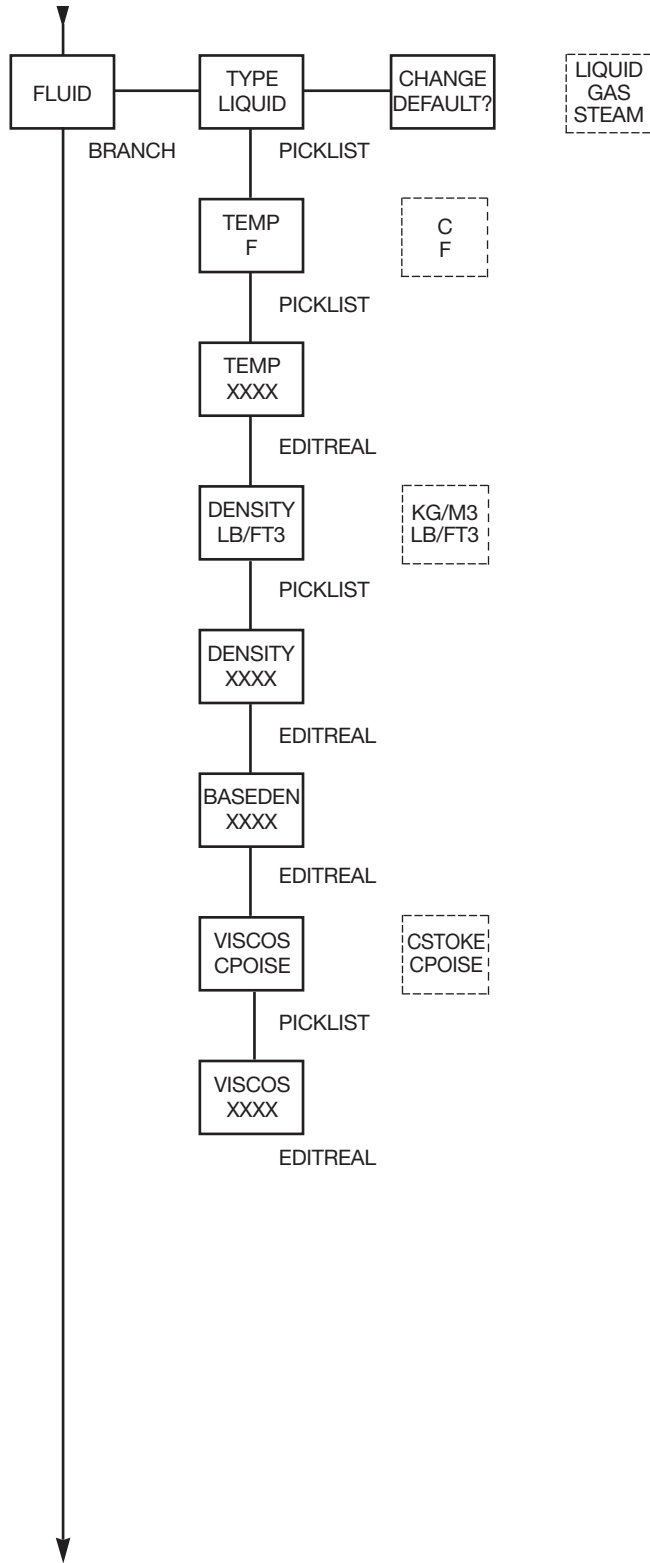 FLUID
TYPE
LIQUID
CHANGE
DEFAULT?
LIQUID
GAS
STEAM
BRANCH
PICKLIST
TEMP
F
C
F
PICKLIST
TEMP
XXXX
EDITREAL
DENSITY
LB/FT3
KG/M3
LB/FT3
PICKLIST
DENSITY
XXXX
EDITREAL
BASEDEN
XXXX
EDITREAL
VISCOS
CPOISE
CSTOKE
CPOISE
PICKLIST
VISCOS
XXXX
EDITREAL